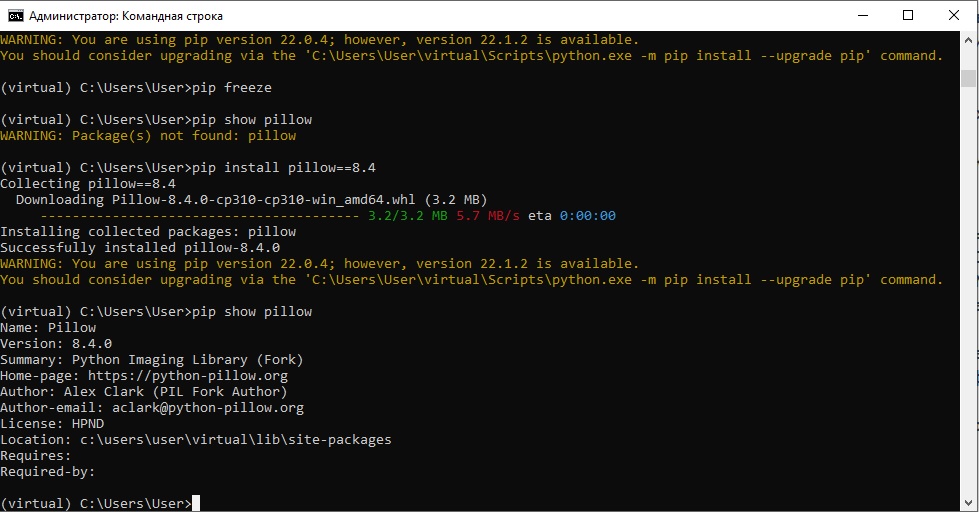 Администратор: Командная строка
WARNING: You are using pip version 22.0.4; however, version 22.1.2 is available.
You should consider upgrading via the 'C:\Users\User\virtual\Scripts\python.exe -m pip install --upgrade pip' command.
(virtual) C:\Users\User>pip freeze
(virtual) C:\Users\User>pip show pillow
WARNING: Package(s) not found: pillow
(virtual) C:\Users\User>pip install pillow==8.4
Collecting pillow==8.4
Downloading Pillow-8.4.0-cp310-cp310-win_amd64.whl (3.2 MB)
---------------------------------------- 3.2/3.2 MB 5.7 MB/s eta 0:00:00
Installing collected packages: pillow
Successfully installed pillow-8.4.0
WARNING: You are using pip version 22.0.4; however, version 22.1.2 is available.
You should consider upgrading via the 'C:\Users\User\virtual\Scripts\python.exe -m pip install --upgrade pip' command.
(virtual) C:\Users\User>pip show pillow
Name: Pillow
Version: 8.4.0
Summary: Python Imaging Library (Fork)
Home-page: https://python-pillow.org
Author: Alex Clark (PIL Fork Author)
Author-email: aclark@python-pillow.org
License: HPND
Location: c:\users\user\virtual\lib\site-packages
Requires:
Required-by:
(virtual) C:\Users\User>